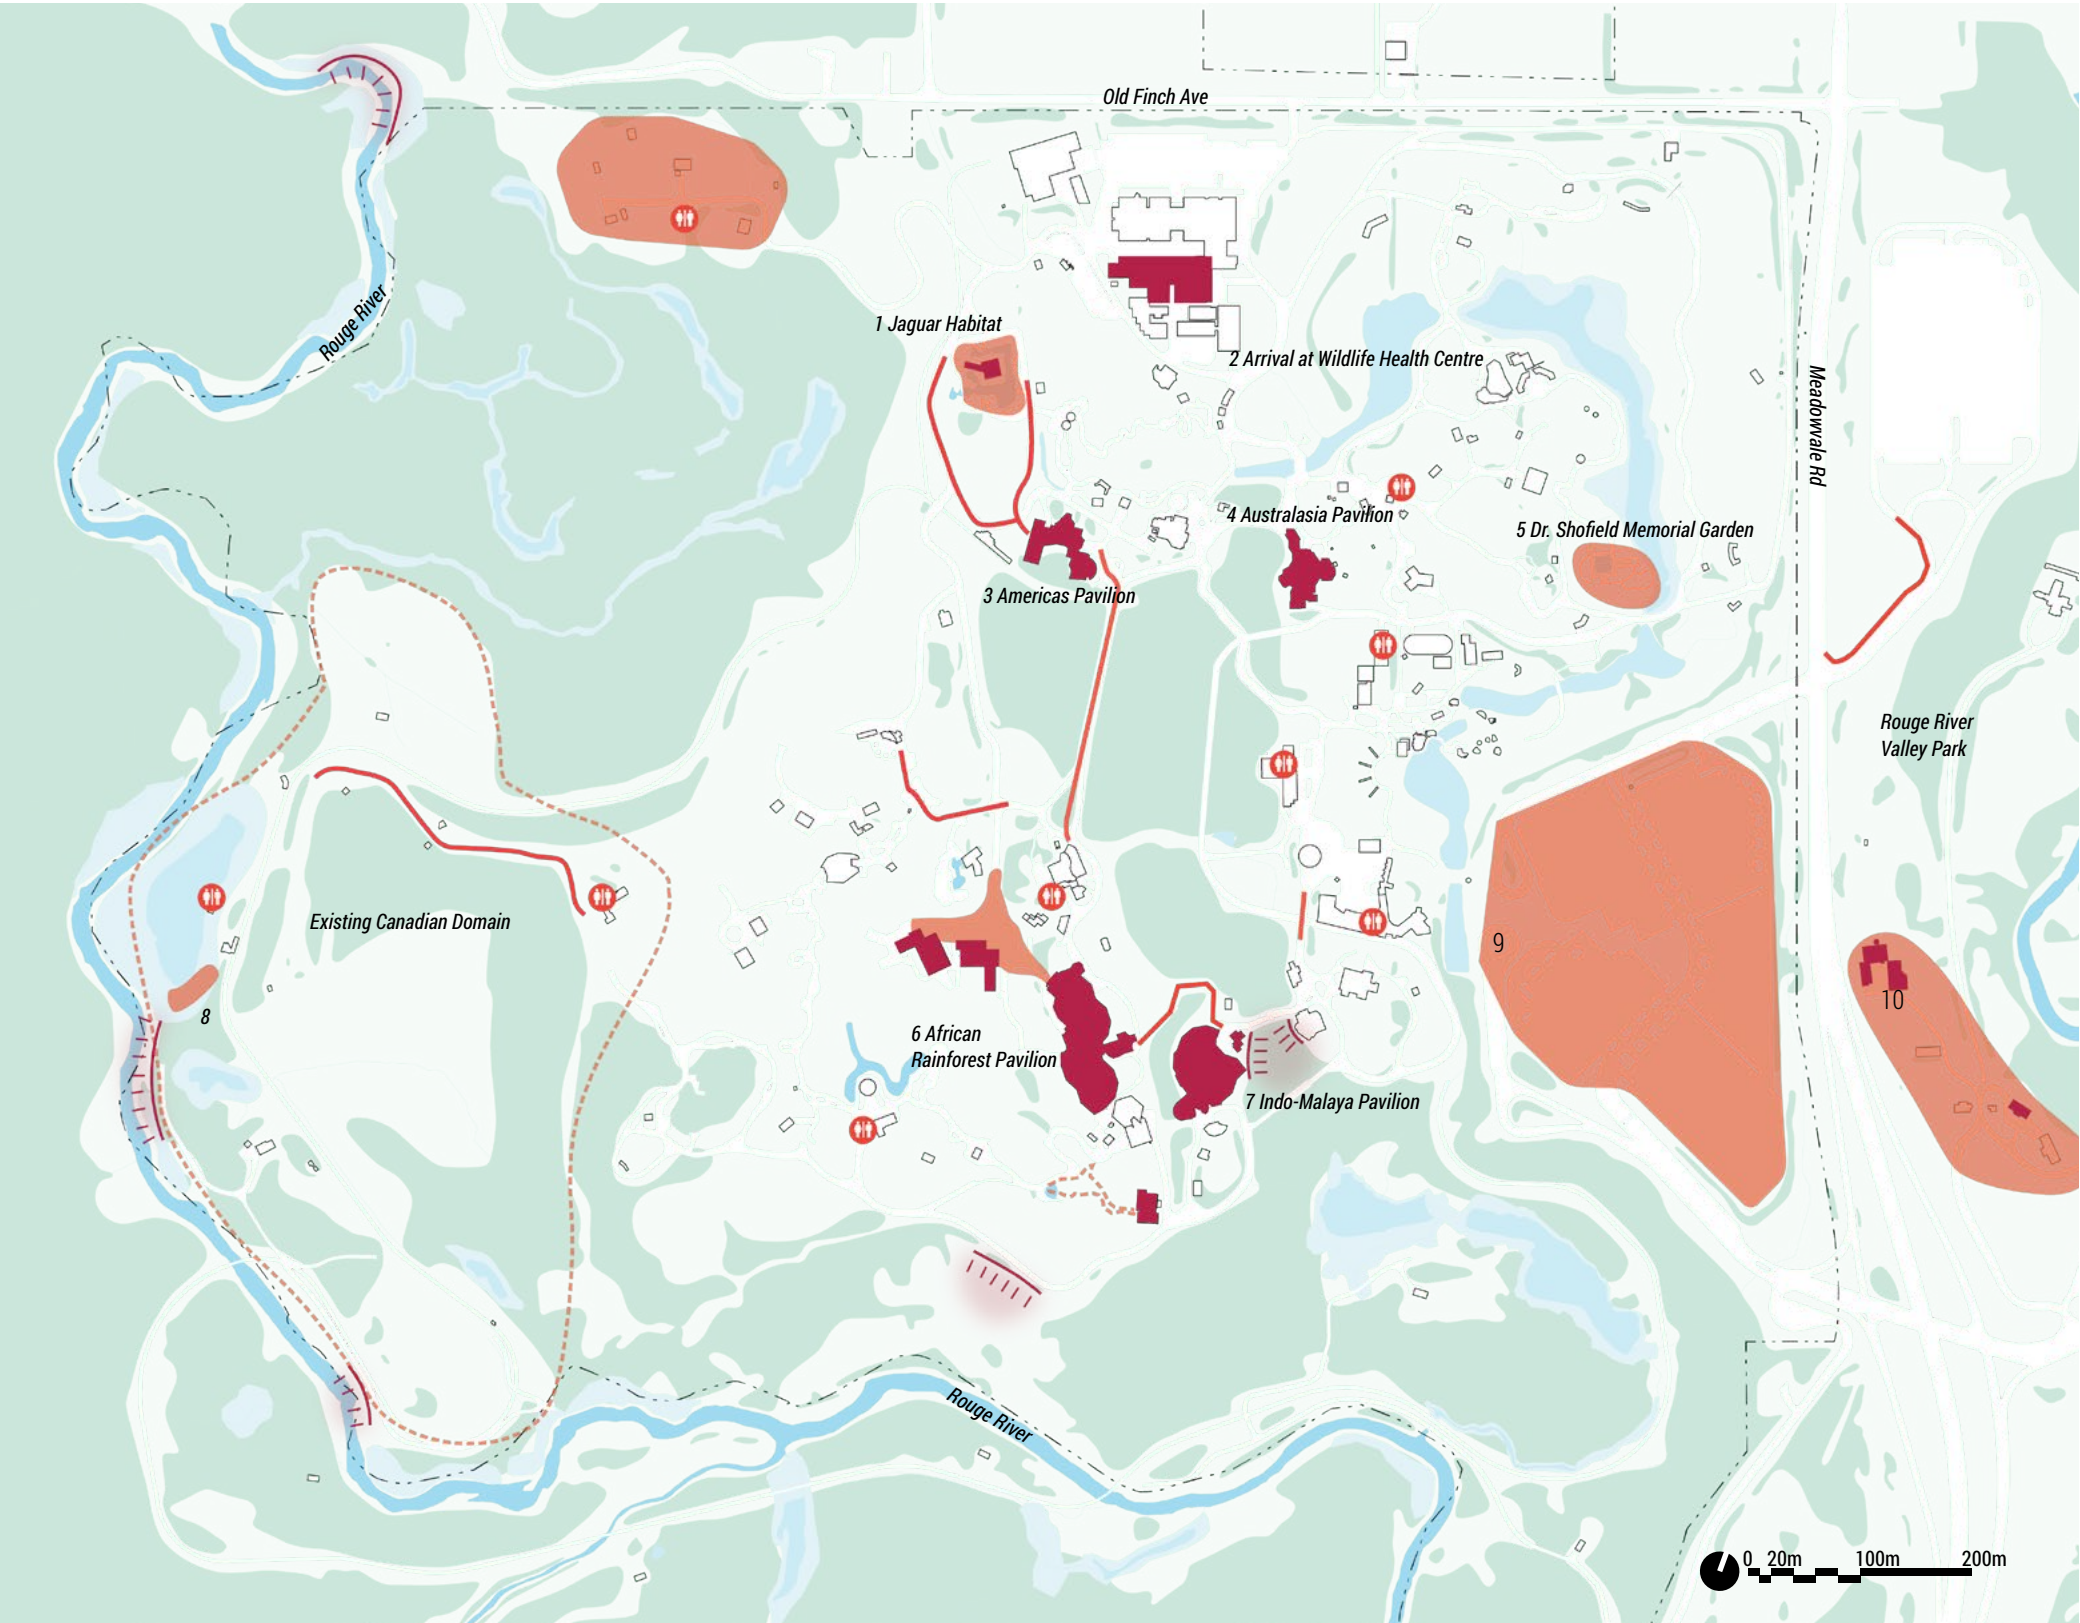 Old Finch Ave
Rouge River
1 Jaguar Habitat
2 Arrival at Wildlife Health Centre
Meadowvale Rd
4 Australasia Pavilion
5 Dr. Shofield Memorial Garden
3 Americas Pavilion
Rouge River
Valley Park
Existing Canadian Domain
9
10
8
6 African
Rainforest Pavilion
7 Indo-Malaya Pavilion
Rouge River
0 20m 100m 200m